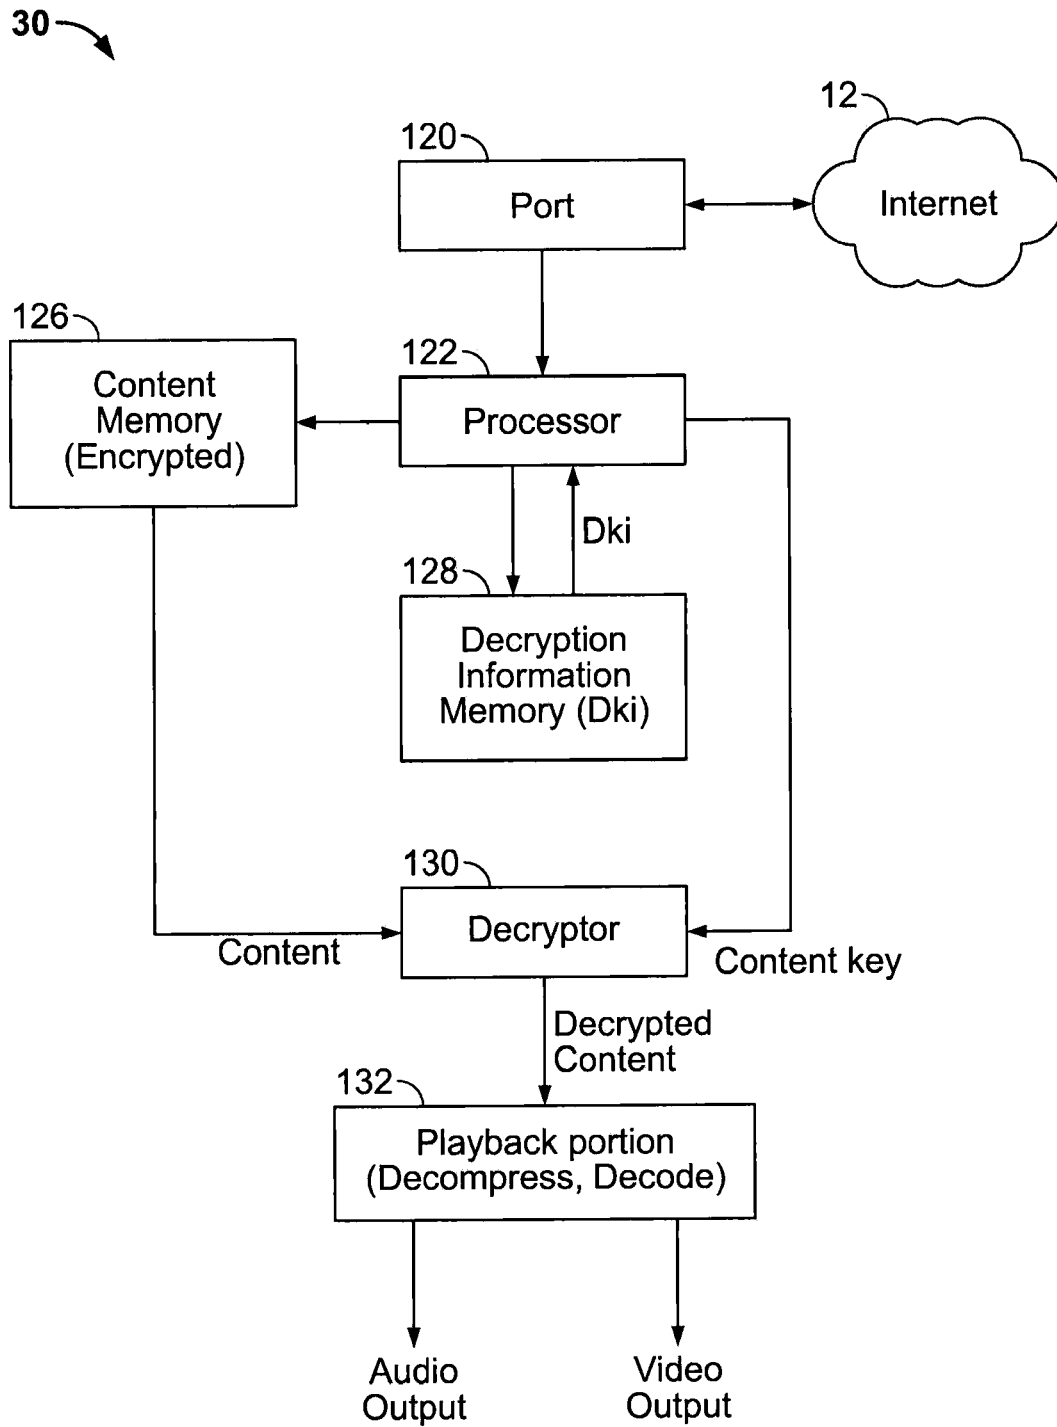 30
12
120
Port
Internet
126
122
Content
Memory
(Encrypted)
Processor
Dki
128
Decryption
Information
Memory (Dki)
130
Decryptor
Content
Content key
Decrypted
Content
132
Playback portion
(Decompress, Decode)
Audio
Output
Video
Output